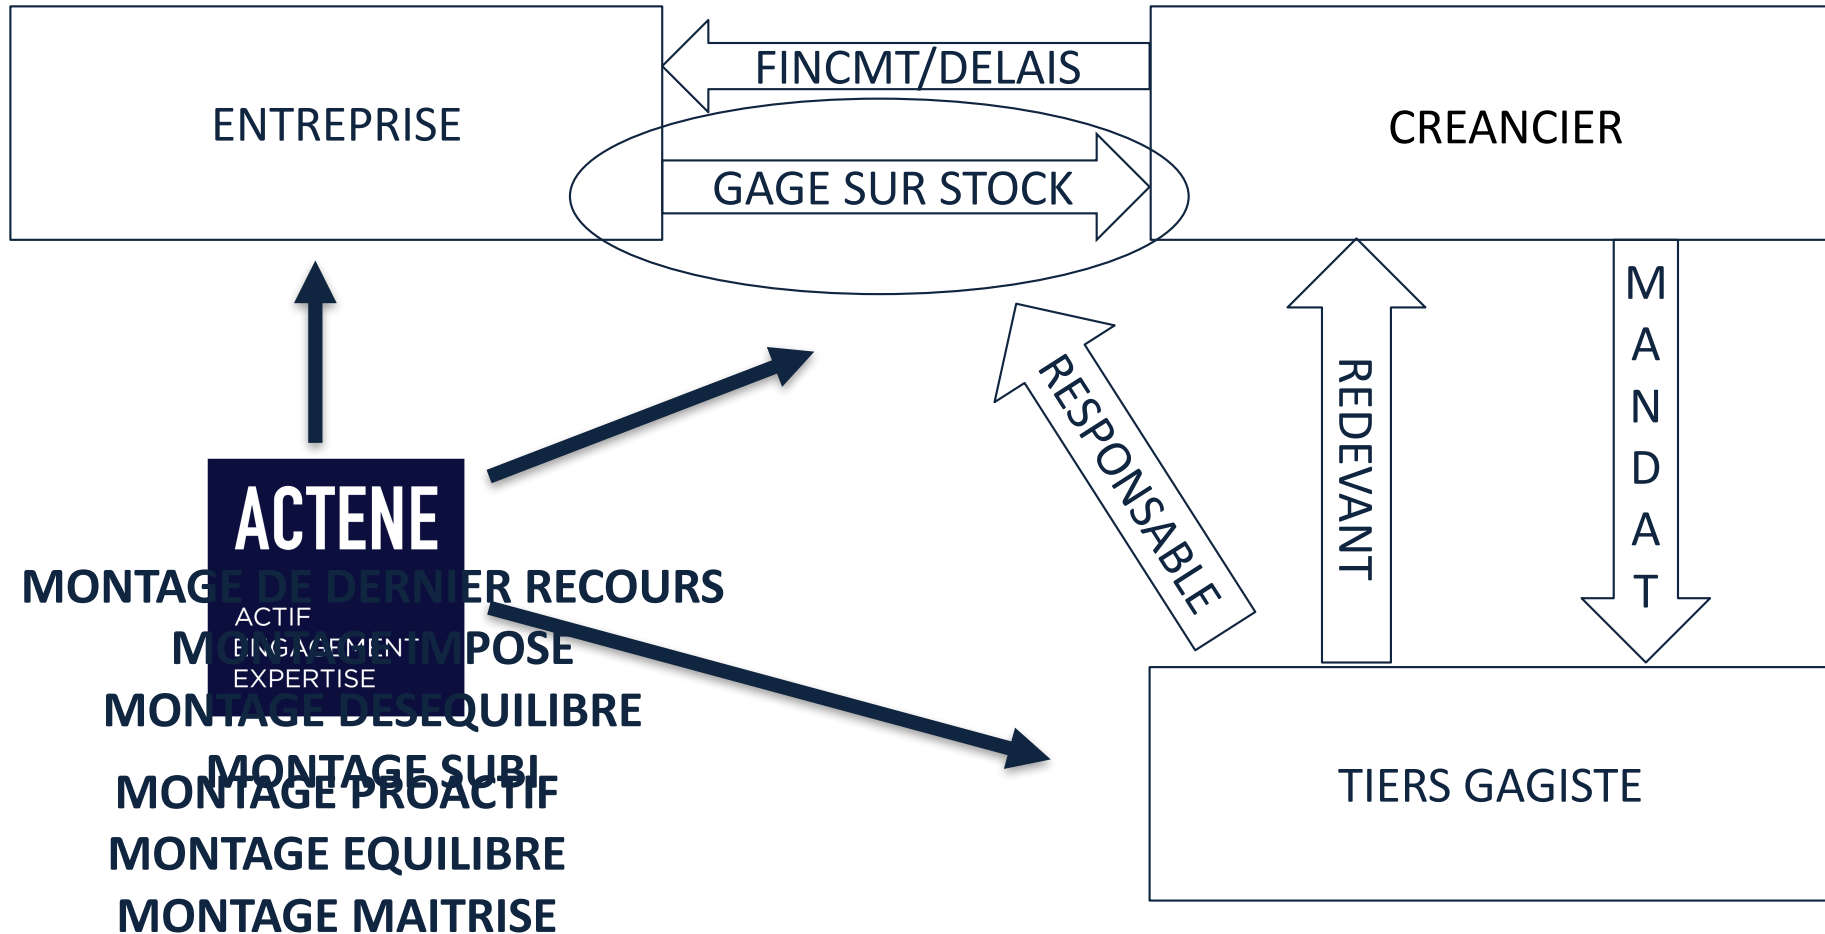 FINCMT/DELAIS
ENTREPRISE
CREANCIER
GAGE SUR STOCK
MANDAT
RESPONSABLE
REDEVANT
ACTENE
ACTIF
ENGAGEMENT
EXPERTISE
MONTAGE DE DERNIER RECOURS
MONTAGE IMPOSE
MONTAGE DESEQUILIBRE
MONTAGE SUBI
MONTAGE PROACTIF
MONTAGE EQUILIBRE
MONTAGE MAITRISE
TIERS GAGISTE